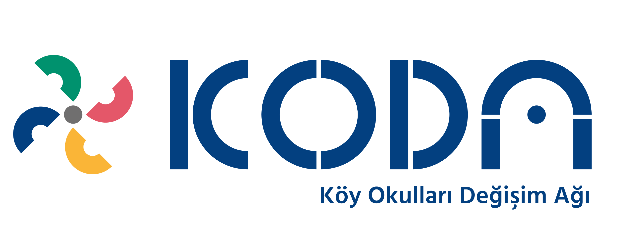 KODA
Köy Okulları Değişim Ağı